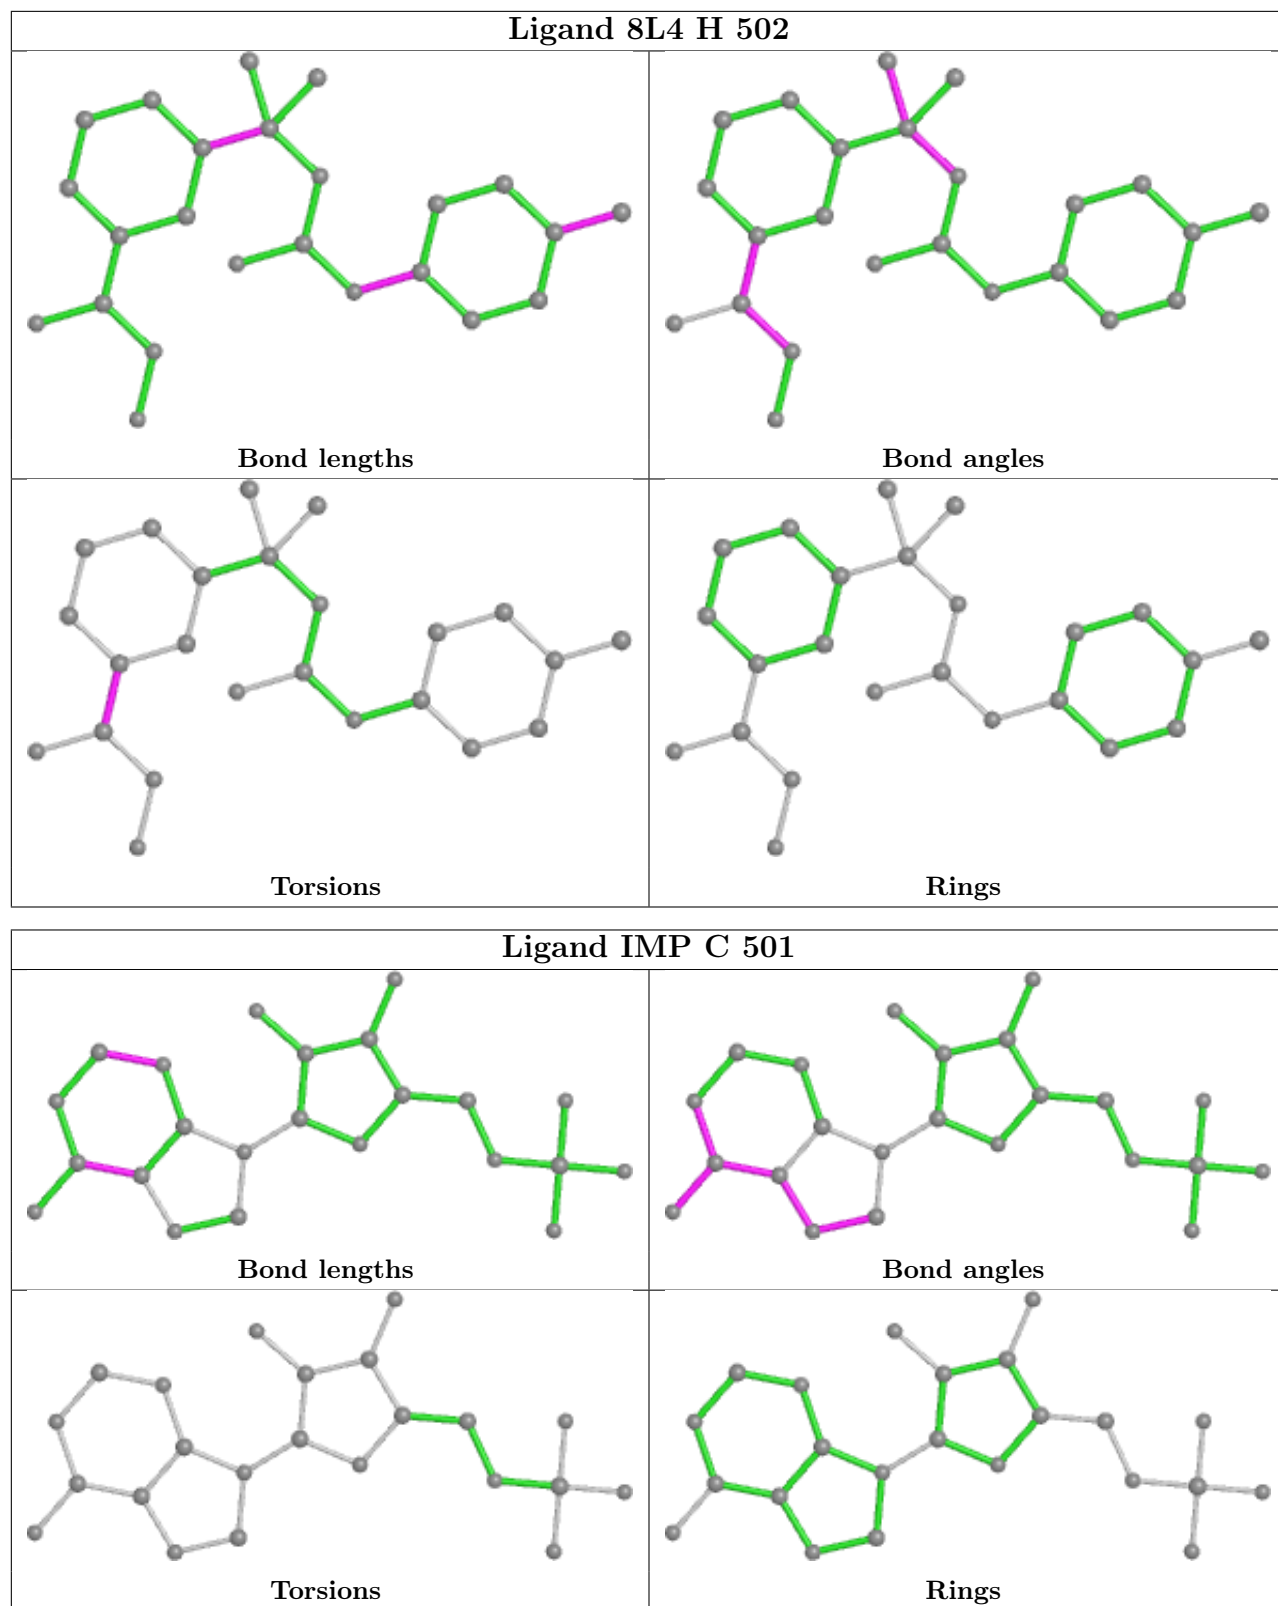 Ligand 8L4 H 502
Bond lengths
Bond angles
Torsions
Rings
Ligand IMP C 501
Bond lengths
Bond angles
Torsions
Rings